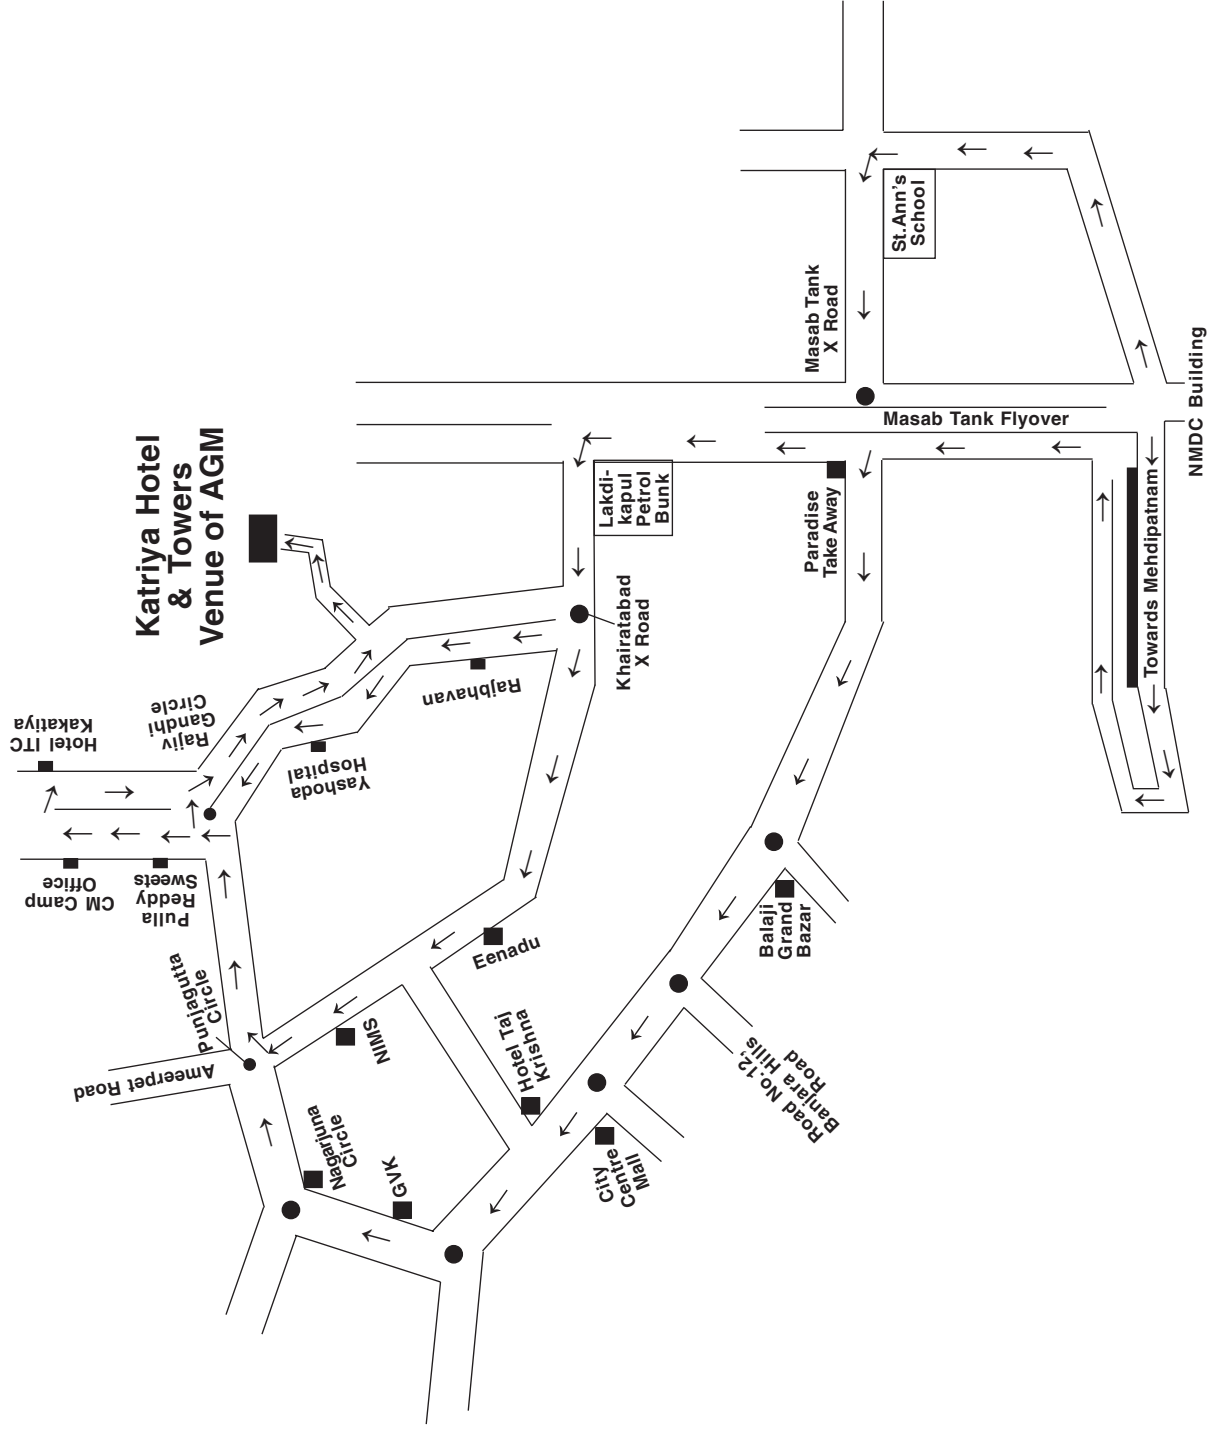 Katriya Hotel
& Towers
Venue of AGM
Hotel ITC
Kakatiya
Rajiv
Gandhi
Circle
CM Camp
Office
Pulla
Reddy
Sweets
Yashoda
Hospital
Rajbhavan
Khairatabad
X Road
Lakdi-
kapul
Petrol
Bunk
Masab Tank
X Road
St.Ann's
School
Masab Tank Flyover
NMDC Building
Towards Mehdipatnam
Paradise
Take Away
Balaji
Grand
Bazar
Road No.12,
Banjara Hillls
Road
City
Centre
Mall
Hotel Taj
Krishna
Eenadu
NIMS
Punjagutta
Circle
Ameerpet Road
Nagarjuna
Circle
GVK